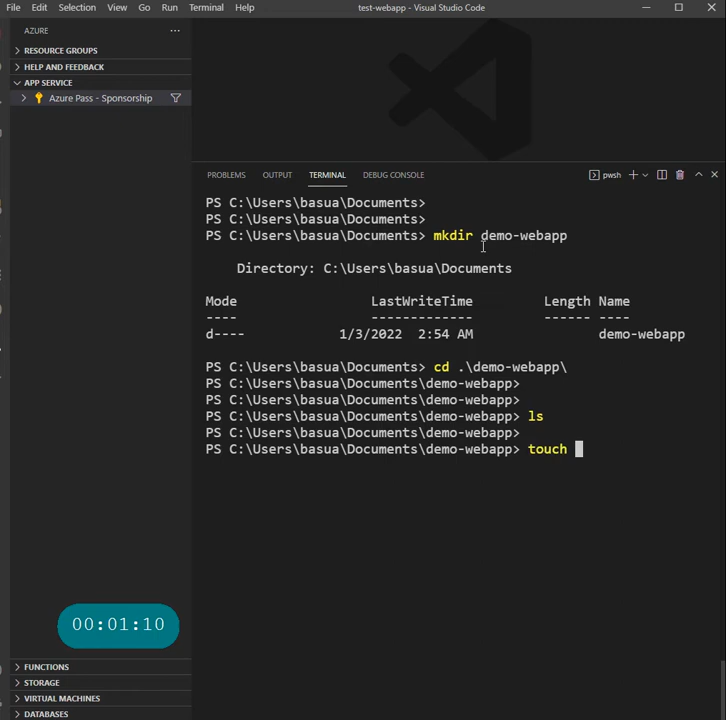 File Edit Selection View Go Run Terminal Help test-webapp - Visual Studio Code
AZURE
RESOURCE GROUPS
HELP AND FEEDBACK
APP SERVICE
Azure Pass - Sponsorship
PROBLEMS OUTPUT TERMINAL DEBUG CONSOLE pwsh
PS C:\Users\basua\Documents>
PS C:\Users\basua\Documents>
PS C:\Users\basua\Documents> mkdir demo-webapp
Directory: C:\Users\basua\Documents
Mode LastWriteTime Length Name
---- ------------- ------ ----
d---- 1/3/2022 2:54 AM demo-webapp
PS C:\Users\basua\Documents> cd .\demo-webapp\
PS C:\Users\basua\Documents\demo-webapp>
PS C:\Users\basua\Documents\demo-webapp>
PS C:\Users\basua\Documents\demo-webapp> ls
PS C:\Users\basua\Documents\demo-webapp>
PS C:\Users\basua\Documents\demo-webapp> touch
00:01:10
FUNCTIONS
STORAGE
VIRTUAL MACHINES
DATABASES